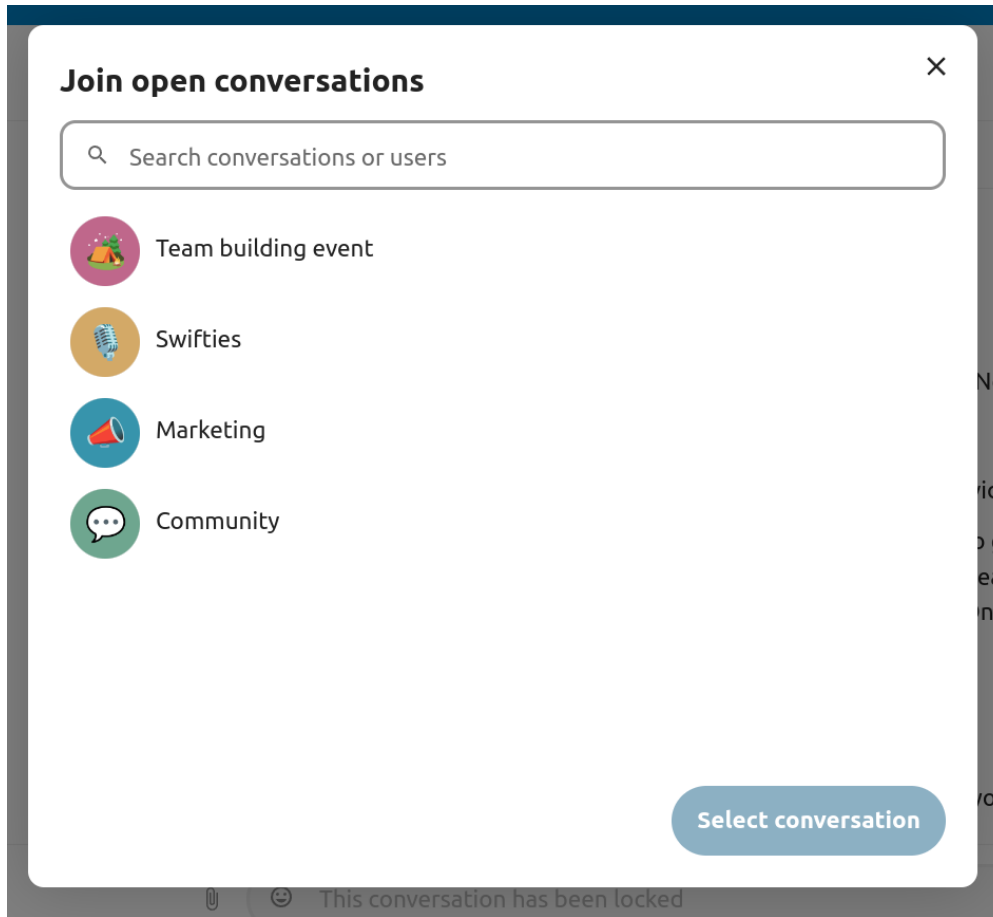 Join open conversations
Search conversations or users
Team building event
Swifties
Marketing
Community
Select conversation
This conversation has been locked